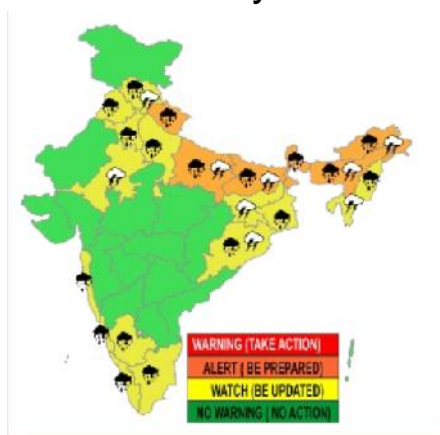 WARNING (TAKE ACTION)
ALERT ( BE PREPARED)
WATCH (BE UPDATED)
NO WARNING ( NO ACTION)